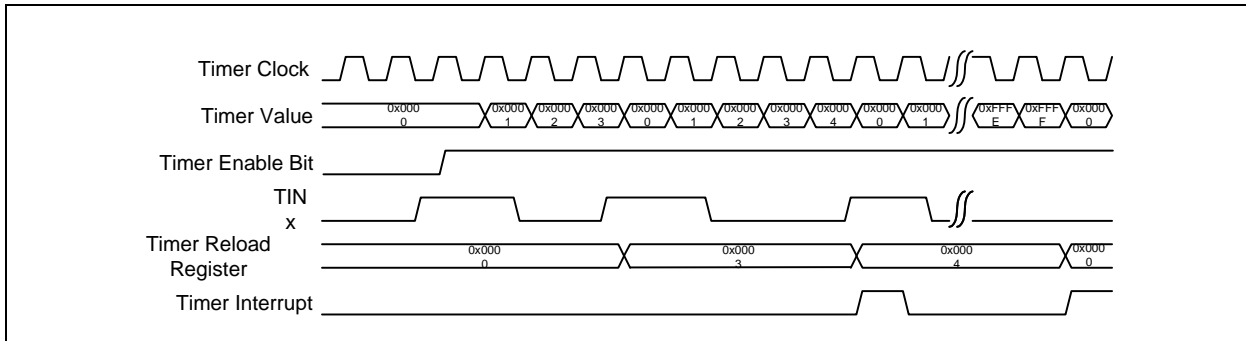 Timer Clock
Timer Value
0x000
0
0x000
1
0x000
2
0x000
3
0x000
0
0x000
1
0x000
2
0x000
3
0x000
4
0x000
0
0x000
1
0xFFF
E
0xFFF
F
0x000
0
Timer Enable Bit
TIN
x
Timer Reload
Register
0x000
0
0x000
3
0x000
4
0x000
0
Timer Interrupt